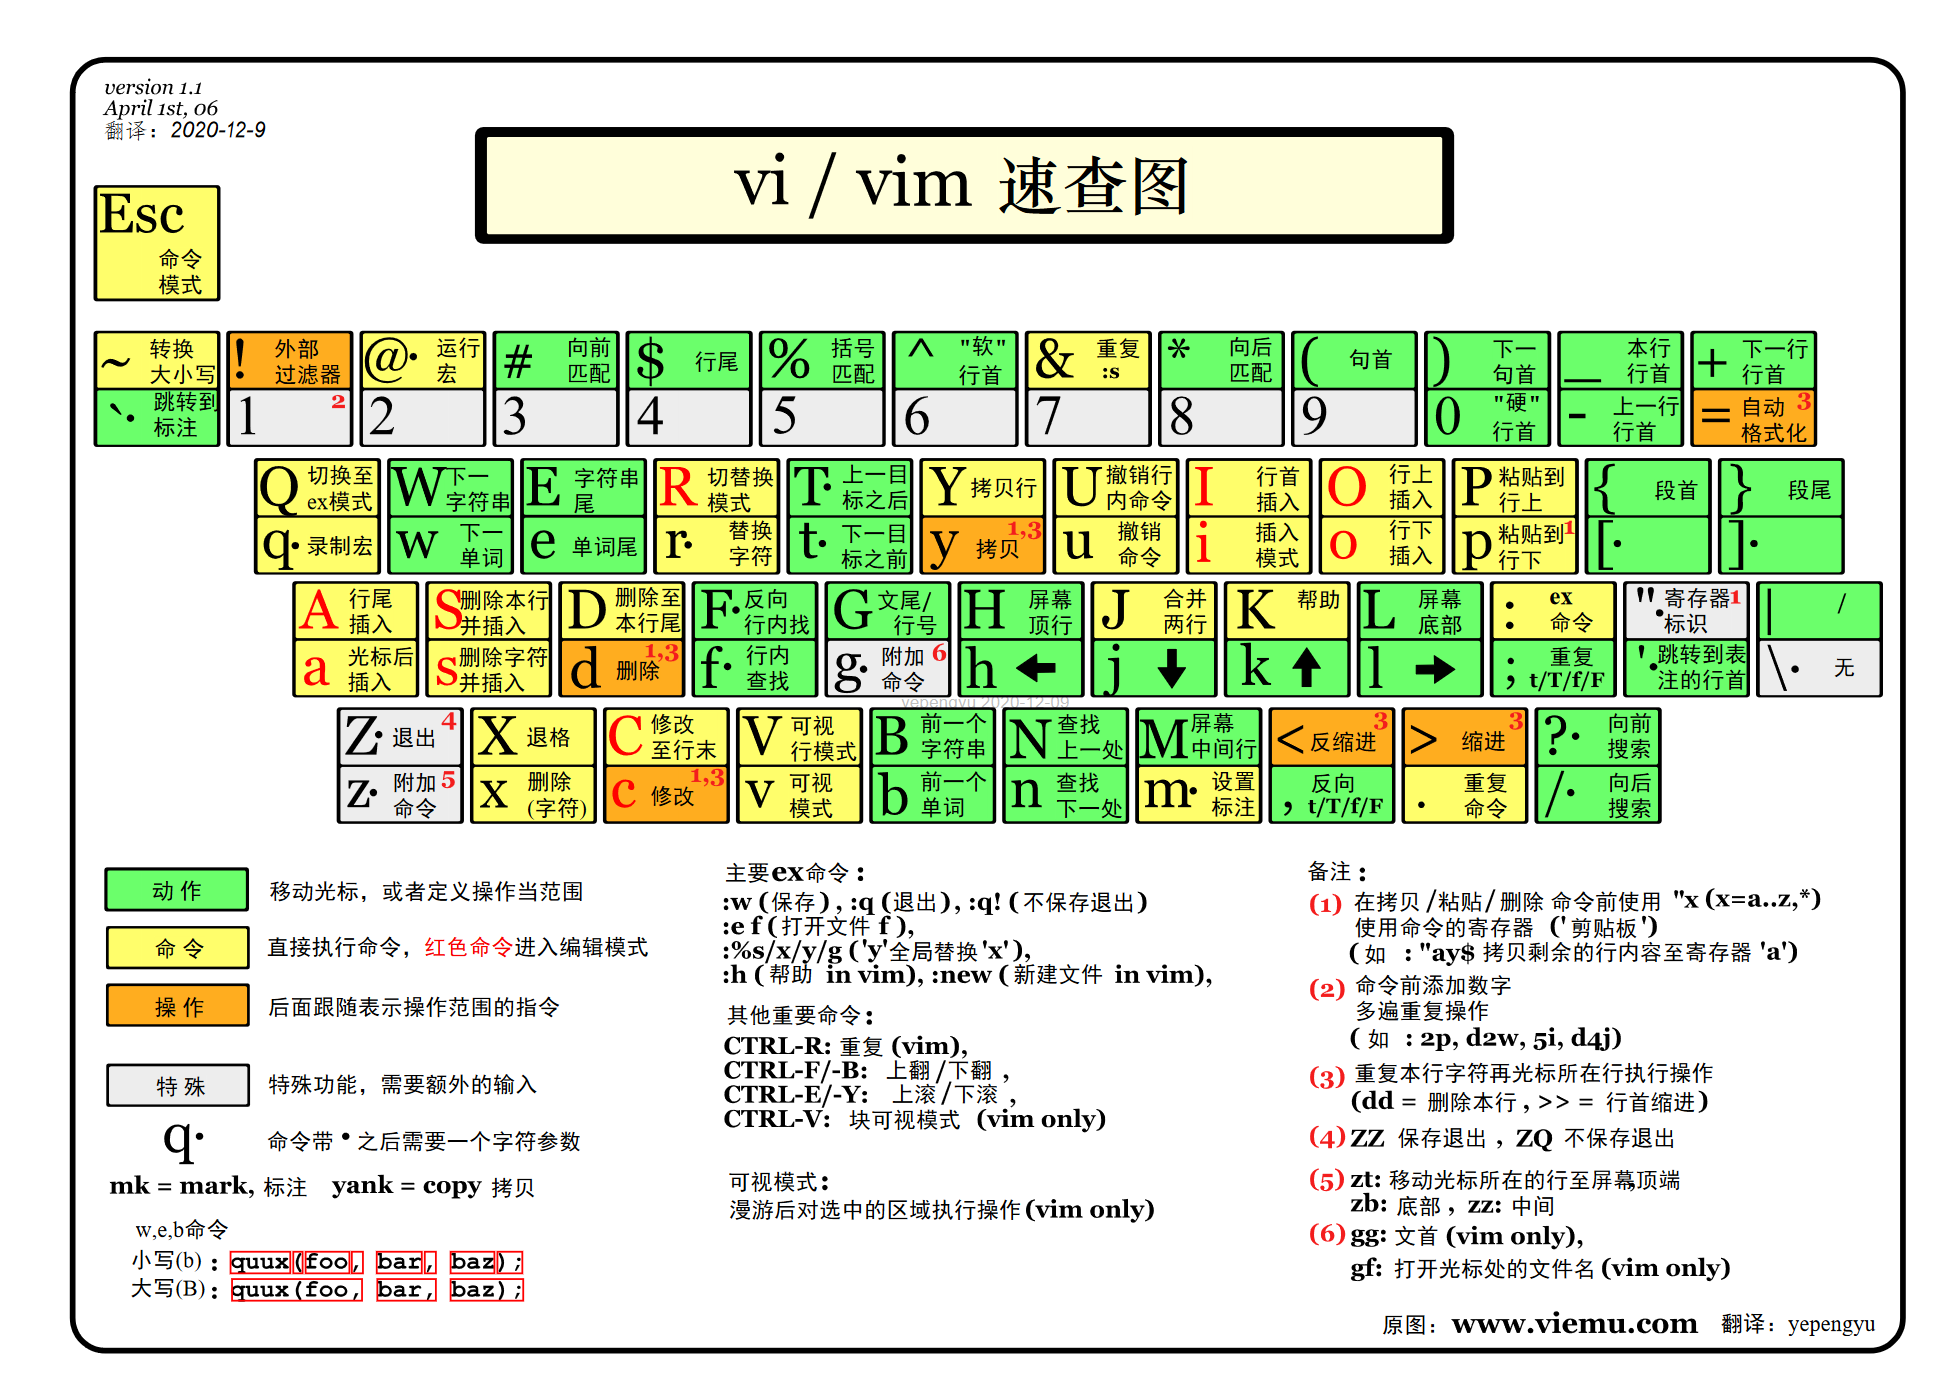 version 1.1
April 1st, 06
翻译：2020-12-9
vi / vim 速查图
Esc
命令
模式
~ 转换
大小写
! 外部
过滤器
@· 运行
宏
# 向前
匹配
$ 行尾
% 括号
匹配
^ "软"
行首
& 重复
:s
* 向后
匹配
( 句首
) 下一
句首
_ 本行
行首
+ 下一行
行首
`· 跳转到
标注
1 2
2
3
4
5
6
7
8
9
0 "硬"
行首
- 上一行
行首
= 自动 3
格式化
Q 切换至
ex模式
W 下一
字符串
E 字符串
尾
R 切替换
模式
T· 上一目
标之后
Y 拷贝行
U 撤销行
内命令
I 行首
插入
O 行上
插入
P 粘贴到
行上
{ 段首
} 段尾
q· 录制宏
w 下一
单词
e 单词尾
r· 替换
字符
t· 下一目
标之前
y 拷贝 1,3
u 撤销
命令
i 插入
模式
o 行下
插入
p 粘贴到 1
行下
[·
]·
A 行尾
插入
S 删除本行
并插入
D 删除至
本行尾
F· 反向
行内找
G 文尾/
行号
H 屏幕
顶行
J 合并
两行
K 帮助
L 屏幕
底部
: ex
命令
"· 寄存器 1
标识
| /
a 光标后
插入
s 删除字符
并插入
d 删除 1,3
f· 行内
查找
g· 附加 6
命令
h ←
j ↓
k ↑
l →
; 重复
t/T/f/F
'· 跳转到表
注的行首
\· 无
yepengyu 2020-12-09
Z· 退出 4
X 退格
C 修改
至行末
V 可视
行模式
B 前一个
字符串
N 查找
上一处
M 屏幕
中间行
< 反缩进 3
> 缩进 3
?· 向前
搜索
z· 附加 5
命令
x 删除
(字符)
c 修改 1,3
v 可视
模式
b 前一个
单词
n 查找
下一处
m· 设置
标注
, 反向
t/T/f/F
. 重复
命令
/· 向后
搜索
动作 移动光标，或者定义操作当范围
命令 直接执行命令，红色命令进入编辑模式
操作 后面跟随表示操作范围的指令
特殊 特殊功能，需要额外的输入
q· 命令带 • 之后需要一个字符参数
mk = mark, 标注 yank = copy 拷贝
w,e,b命令
小写(b)：quux(foo, bar, baz);
大写(B)：quux(foo, bar, baz);
主要ex命令：
:w (保存), :q (退出), :q! (不保存退出)
:e f (打开文件 f ),
:%s/x/y/g ('y'全局替换'x'),
:h (帮助 in vim), :new (新建文件 in vim),
其他重要命令：
CTRL-R: 重复 (vim),
CTRL-F/-B: 上翻/下翻，
CTRL-E/-Y: 上滚/下滚，
CTRL-V: 块可视模式 (vim only)
可视模式：
漫游后对选中的区域执行操作(vim only)
备注：
(1) 在拷贝/粘贴/删除 命令前使用 "x (x=a..z,*)
使用命令的寄存器 ('剪贴板')
(如 : "ay$ 拷贝剩余的行内容至寄存器 'a')
(2) 命令前添加数字
多遍重复操作
(如 : 2p, d2w, 5i, d4j)
(3) 重复本行字符再光标所在行执行操作
(dd = 删除本行, >> = 行首缩进)
(4) ZZ 保存退出 , ZQ 不保存退出
(5) zt: 移动光标所在的行至屏幕,顶端
zb: 底部 , zz: 中间
(6) gg: 文首 (vim only),
gf: 打开光标处的文件名 (vim only)
原图：www.viemu.com 翻译：yepengyu